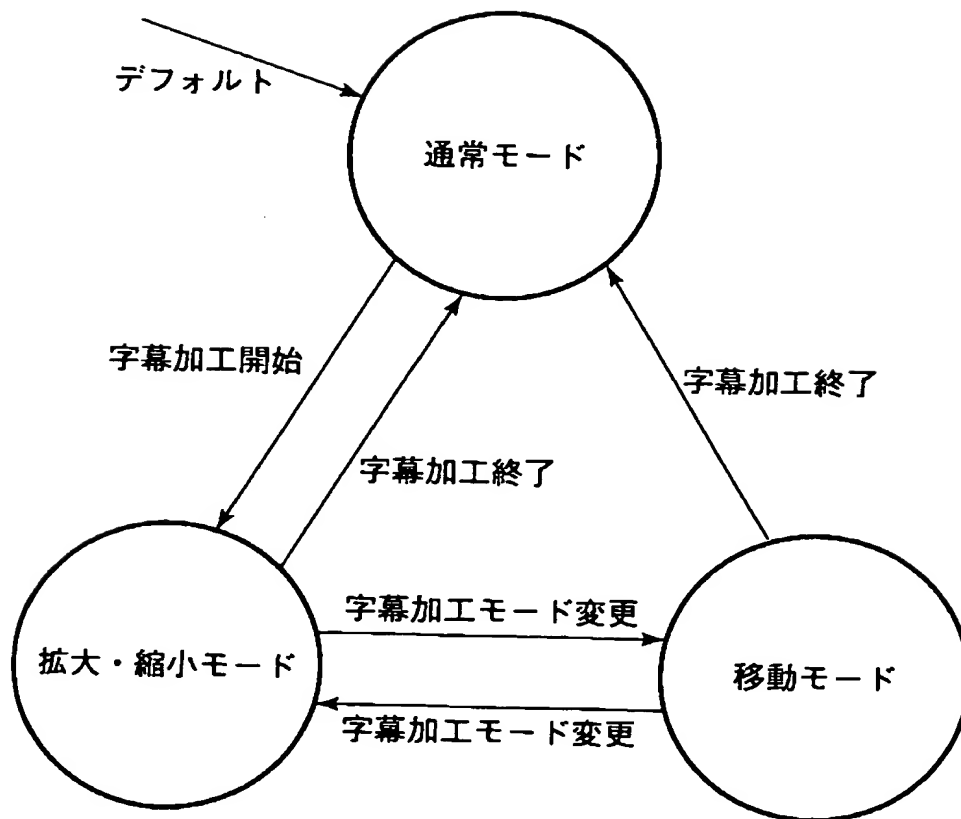 デフォルト
通常モード
字幕加工開始
字幕加工終了
字幕加工終了
字幕加工モード変更
拡大・縮小モード
移動モード
字幕加工モード変更